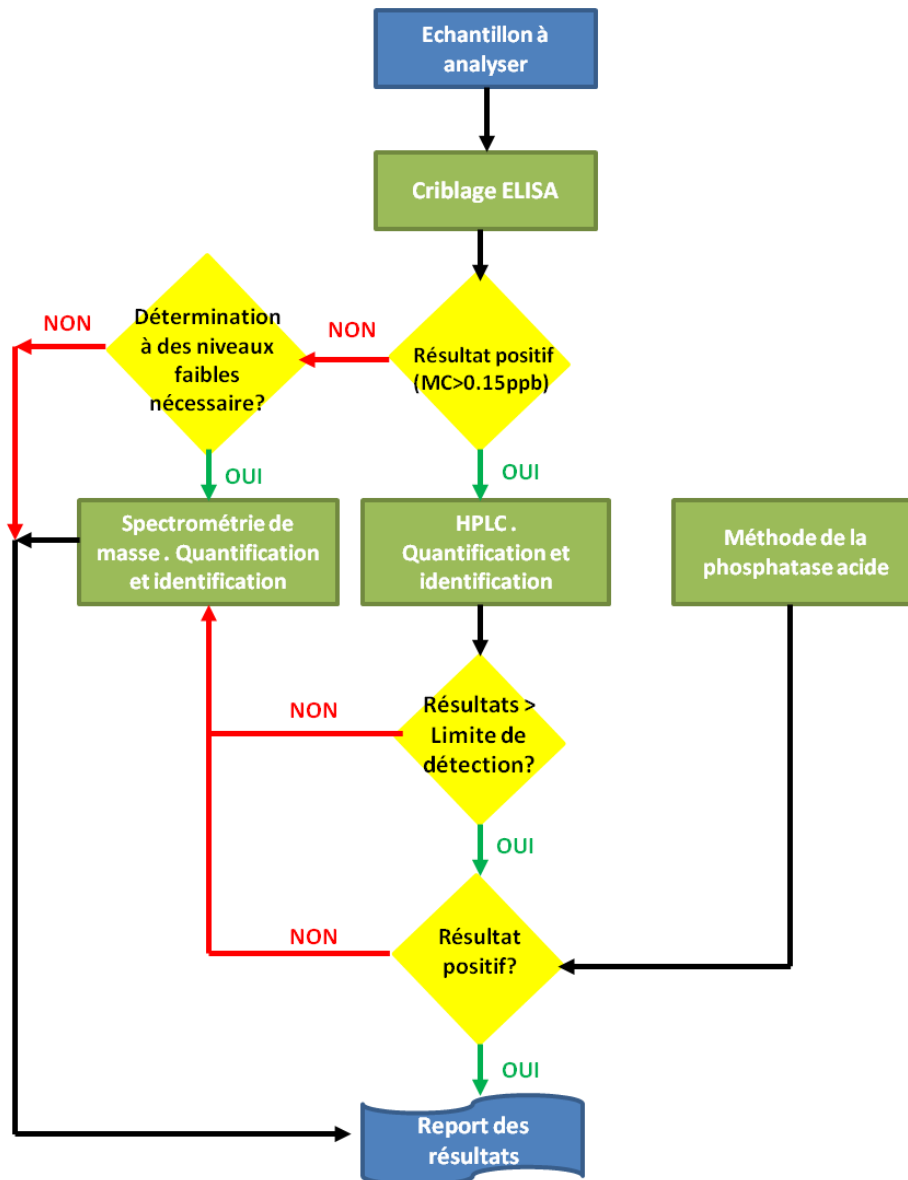 Echantillon à
analyser
Criblage ELISA
Résultat positif
(MC>0.15ppb)
NON
Détermination
à des niveaux
faibles
nécessaire?
NON
OUI
OUI
Spectrométrie de
masse . Quantification
et identification
HPLC .
Quantification et
identification
Méthode de la
phosphatase acide
Résultats >
Limite de
détection?
NON
OUI
Résultat
positif?
NON
OUI
Report des
résultats